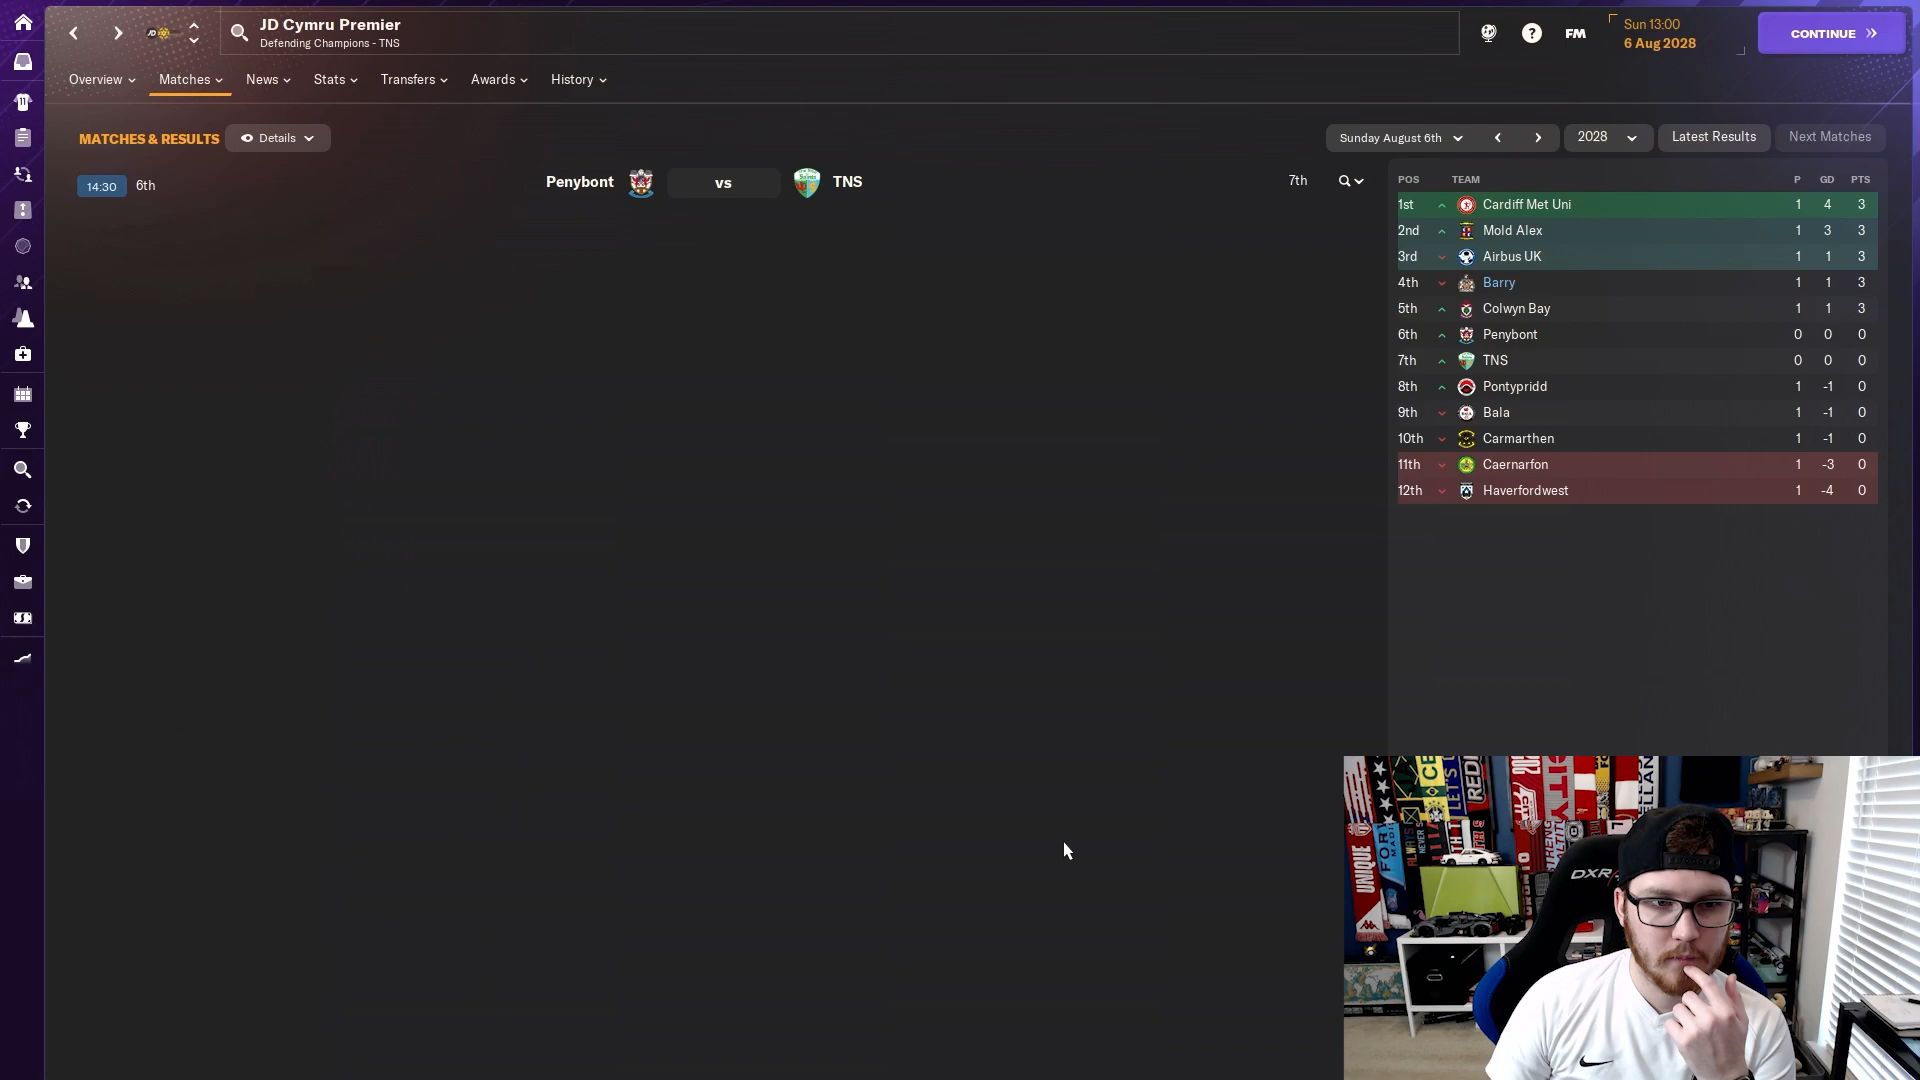 JD Cymru Premier
Defending Champions - TNS
FM
Sun 13:00
6 Aug 2028
CONTINUE
Overview
Matches
News
Stats
Transfers
Awards
History
MATCHES & RESULTS
Details
Sunday August 6th
2028
Latest Results
Next Matches
14:30 6th Penybont vs TNS 7th
POS TEAM P GD PTS
1st Cardiff Met Uni 1 4 3
2nd Mold Alex 1 3 3
3rd Airbus UK 1 1 3
4th Barry 1 1 3
5th Colwyn Bay 1 1 3
6th Penybont 0 0 0
7th TNS 0 0 0
8th Pontypridd 1 -1 0
9th Bala 1 -1 0
10th Carmarthen 1 -1 0
11th Caernarfon 1 -3 0
12th Haverfordwest 1 -4 0
UNIQUE
ALWAYS
LET'S
DXR